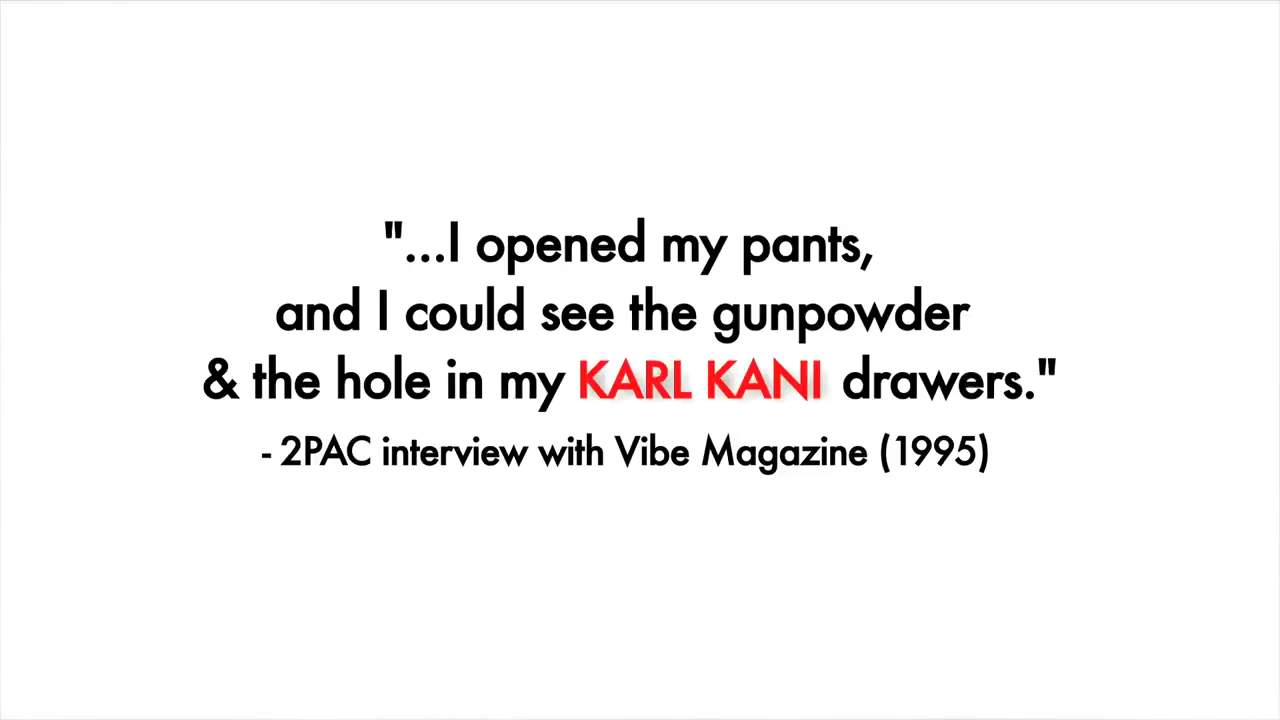 "...I opened my pants,
and I could see the gunpowder
& the hole in my KARL KANI drawers."
- 2PAC interview with Vibe Magazine (1995)